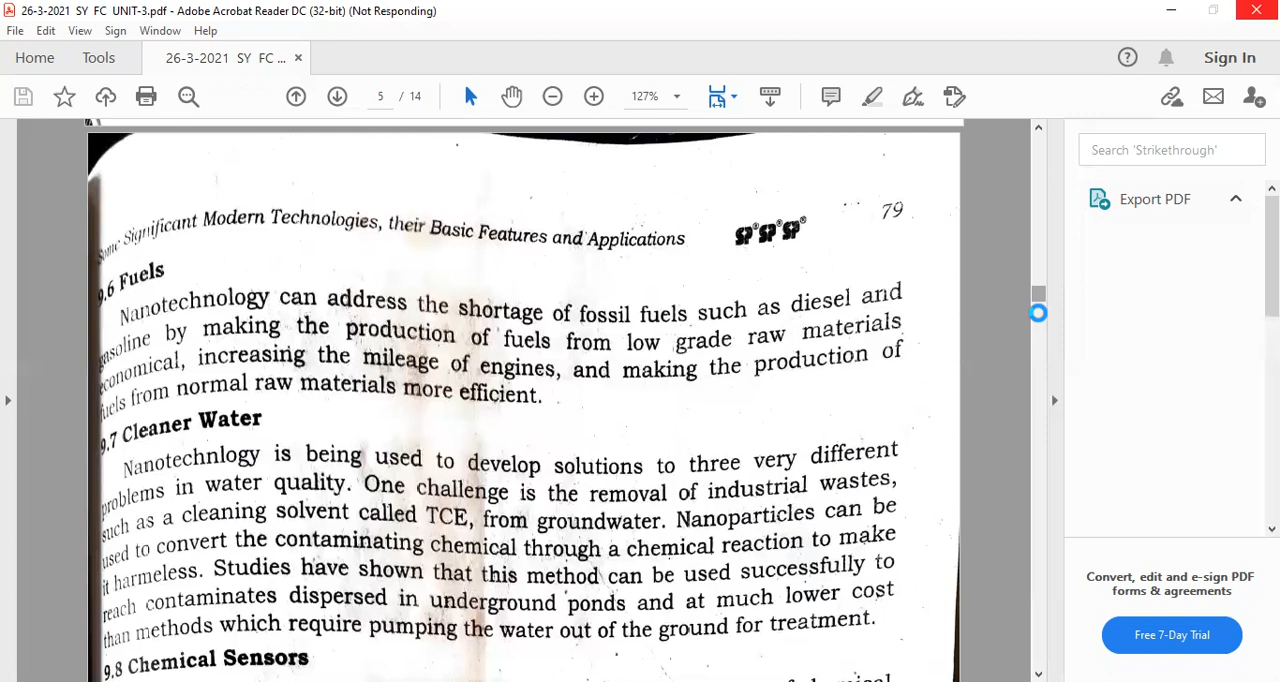 26-3-2021 SY FC UNIT-3.pdf - Adobe Acrobat Reader DC (32-bit) (Not Responding)
File Edit View Sign Window Help
Home Tools 26-3-2021 SY FC ... × Sign In
5 / 14 127%
Search 'Strikethrough'
Export PDF
Some Significant Modern Technologies, their Basic Features and Applications SP® SP® SP® 79
9.6 Fuels
Nanotechnology can address the shortage of fossil fuels such as diesel and
gasoline by making the production of fuels from low grade raw materials
economical, increasing the mileage of engines, and making the production of
fuels from normal raw materials more efficient.
9.7 Cleaner Water
Nanotechnlogy is being used to develop solutions to three very different
problems in water quality. One challenge is the removal of industrial wastes,
such as a cleaning solvent called TCE, from groundwater. Nanoparticles can be
used to convert the contaminating chemical through a chemical reaction to make
it harmeless. Studies have shown that this method can be used successfully to
reach contaminates dispersed in underground ponds and at much lower cost
than methods which require pumping the water out of the ground for treatment.
9.8 Chemical Sensors
Convert, edit and e-sign PDF
forms & agreements
Free 7-Day Trial